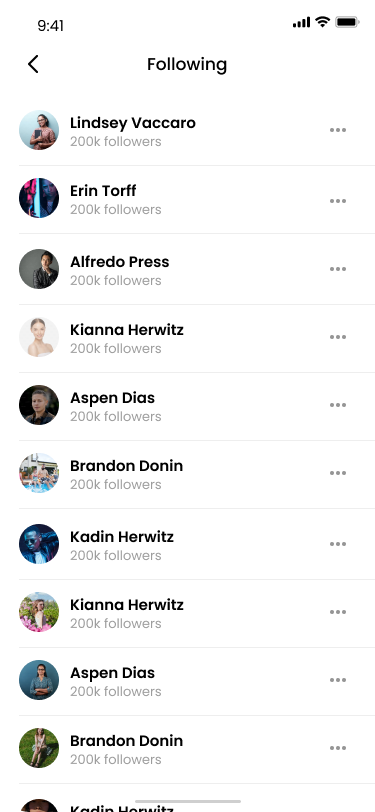 9:41
Following
Lindsey Vaccaro
200k followers
Erin Torff
200k followers
Alfredo Press
200k followers
Kianna Herwitz
200k followers
Aspen Dias
200k followers
Brandon Donin
200k followers
Kadin Herwitz
200k followers
Kianna Herwitz
200k followers
Aspen Dias
200k followers
Brandon Donin
200k followers
Kadin Herwitz